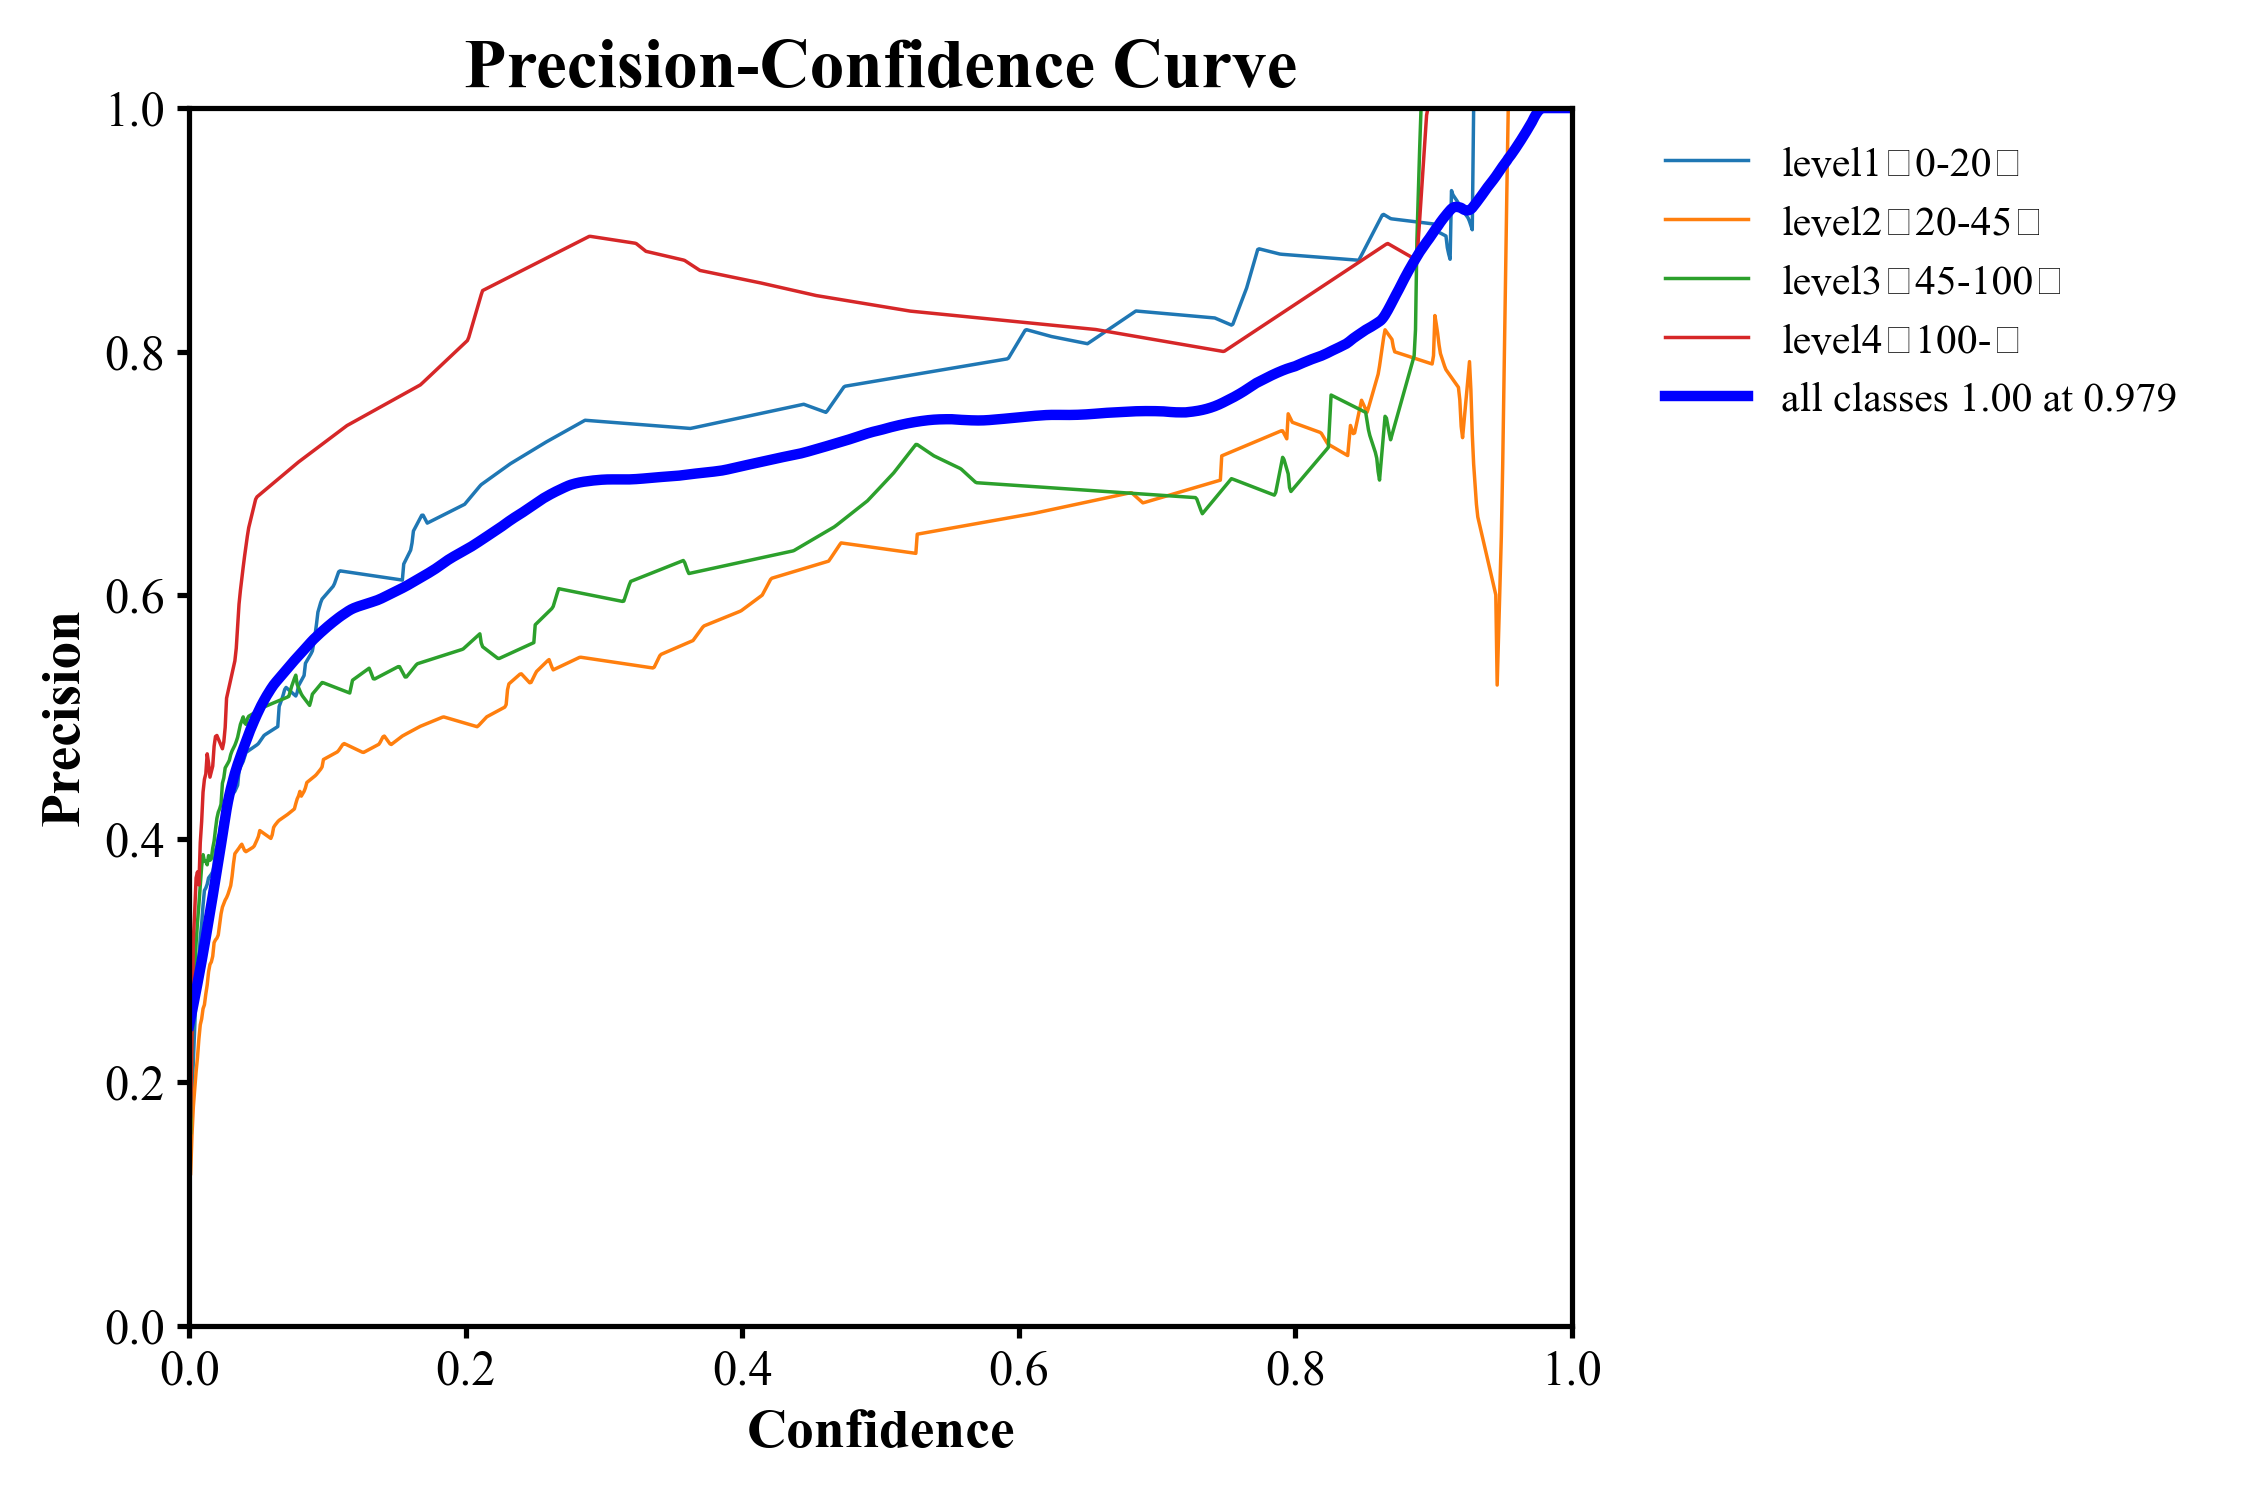 Precision-Confidence Curve
1.0
0.8
0.6
0.4
0.2
0.0
Precision
0.0 0.2 0.4 0.6 0.8 1.0
Confidence
level1□0-20□
level2□20-45□
level3□45-100□
level4□100-□
all classes 1.00 at 0.979